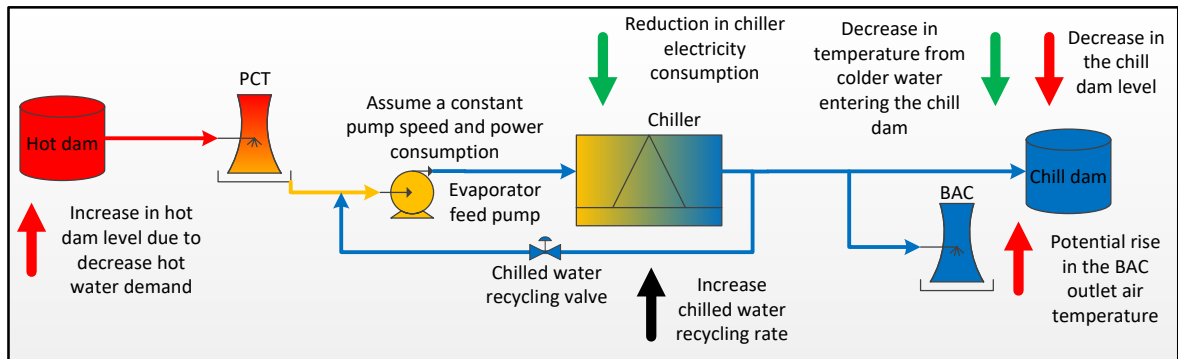 Hot dam
Increase in hot
dam level due to
decrease hot
water demand
PCT
Assume a constant
pump speed and power
consumption
Evaporator
feed pump
Chilled water
recycling valve
Reduction in chiller
electricity
consumption
Chiller
Increase
chilled water
recycling rate
Decrease in
temperature from
colder water
entering the chill
dam
Decrease in
the chill
dam level
Chill dam
BAC
Potential rise
in the BAC
outlet air
temperature